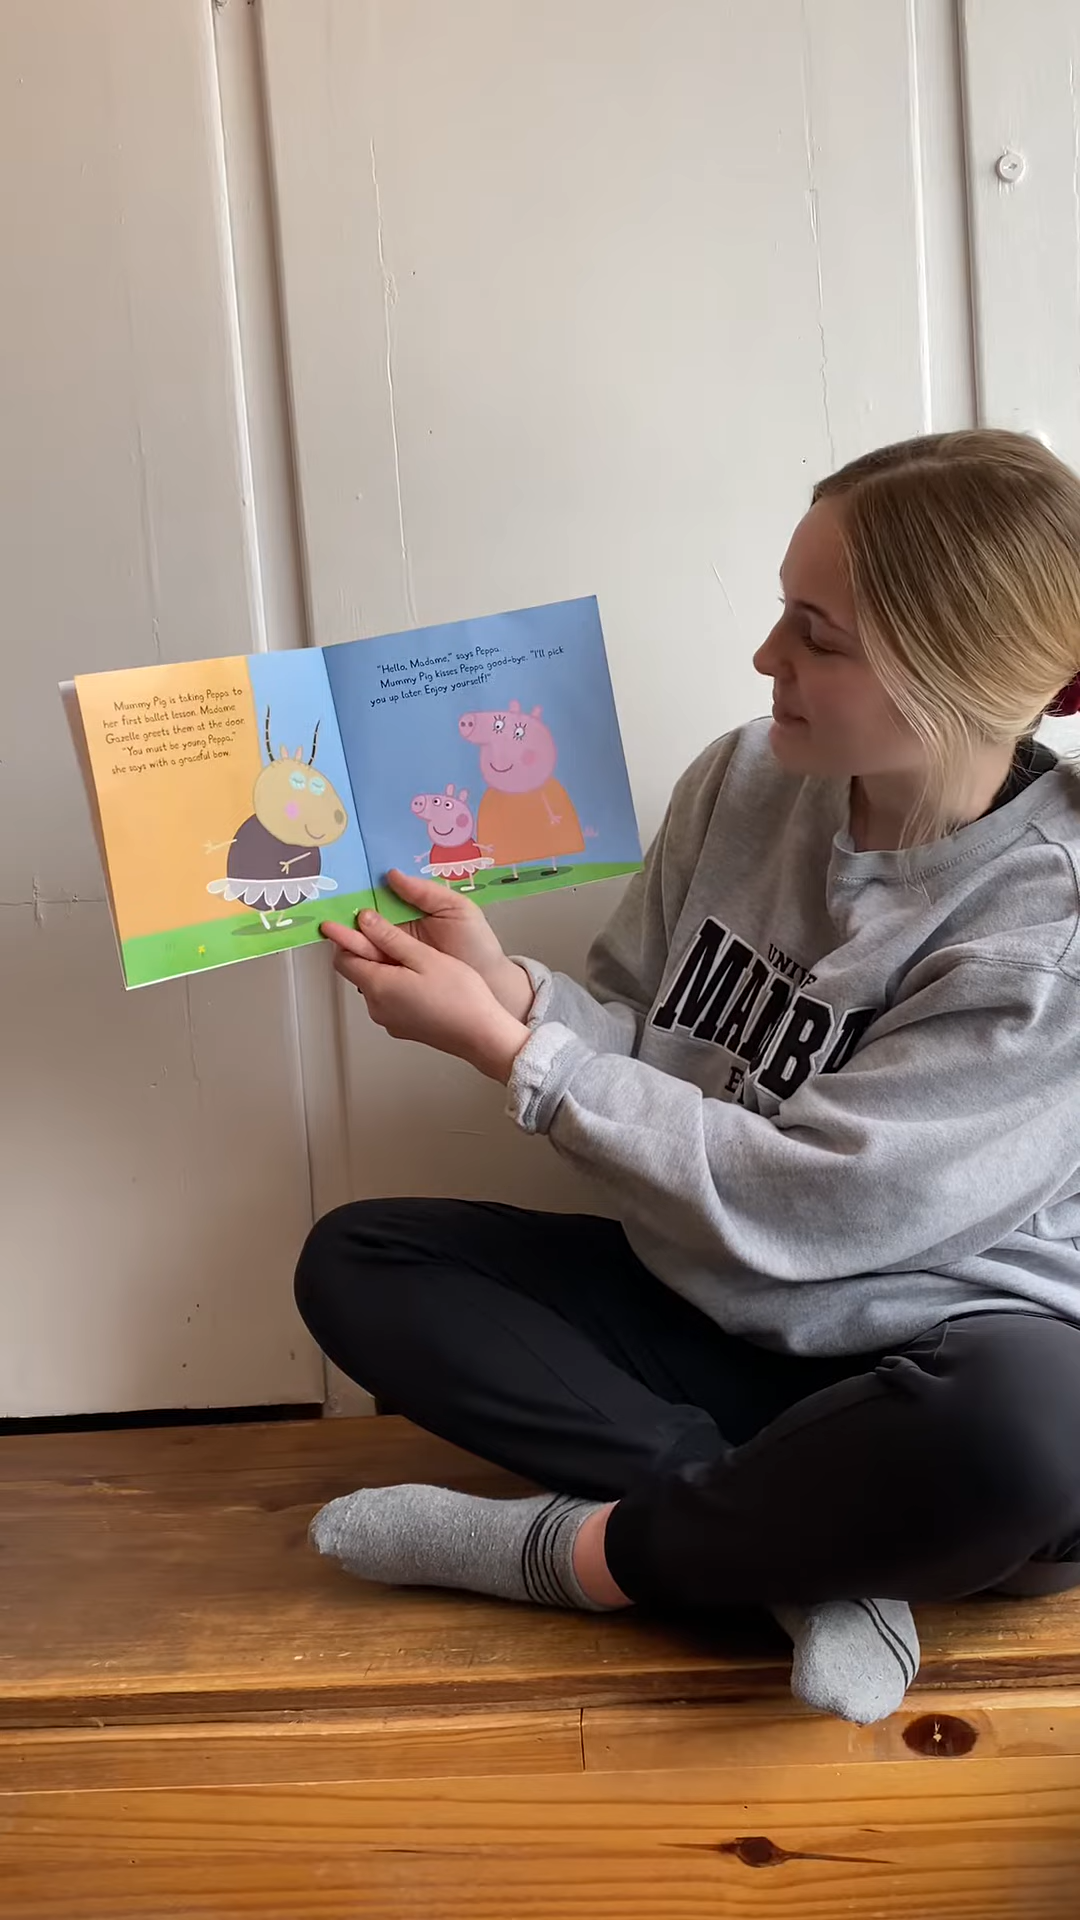 Mummy Pig is taking Peppa to
her first ballet lesson. Madame
Gazelle greets them at the door.
"You must be young Peppa,"
she says with a graceful bow.
"Hello, Madame," says Peppa.
Mummy Pig kisses Peppa good-bye. "I'll pick
you up later. Enjoy yourself!"
UNIVE
MAMBA